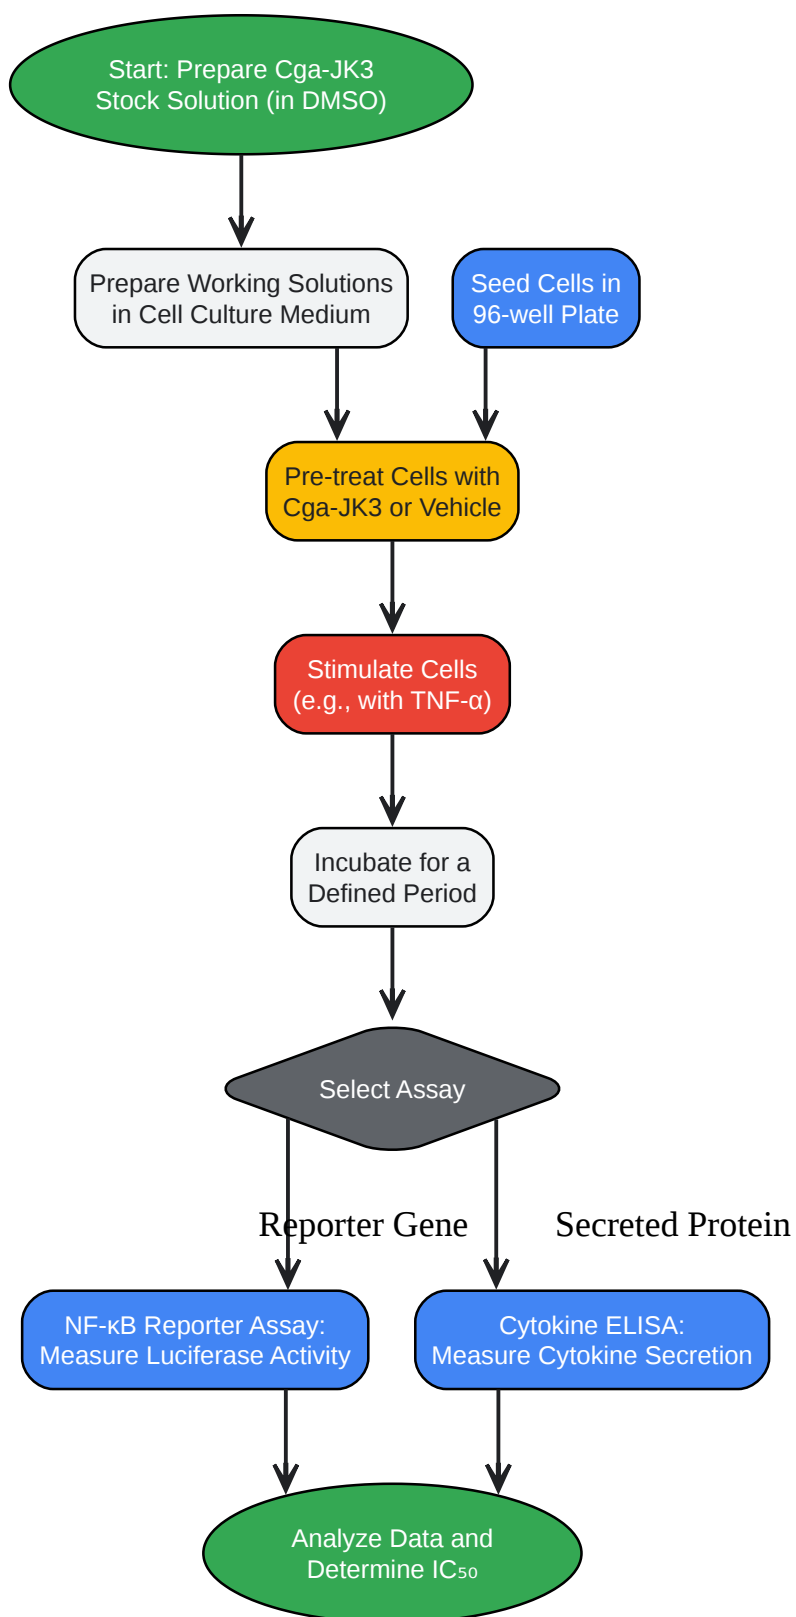 Start: Prepare Cga-JK3
Stock Solution (in DMSO)
Prepare Working Solutions
in Cell Culture Medium
Seed Cells in
96-well Plate
Pre-treat Cells with
Cga-JK3 or Vehicle
Stimulate Cells
(e.g., with TNF-α)
Incubate for a
Defined Period
Select Assay
Reporter Gene
Secreted Protein
NF-κB Reporter Assay:
Measure Luciferase Activity
Cytokine ELISA:
Measure Cytokine Secretion
Analyze Data and
Determine IC₅₀